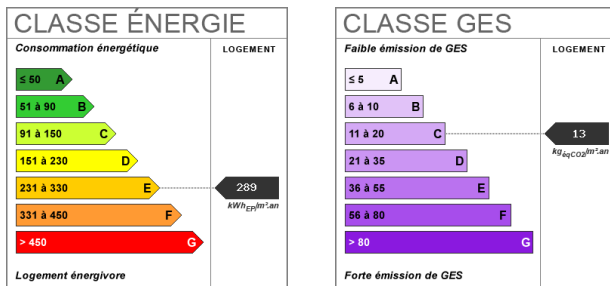 CLASSE ÉNERGIE
Consommation énergétique
LOGEMENT
≤ 50 A
51 à 90 B
91 à 150 C
151 à 230 D
231 à 330 E
289
kWhEP/m².an
331 à 450 F
> 450 G
Logement énergivore
CLASSE GES
Faible émission de GES
LOGEMENT
≤ 5 A
6 à 10 B
11 à 20 C
13
kgéqCO2/m².an
21 à 35 D
36 à 55 E
56 à 80 F
> 80 G
Forte émission de GES